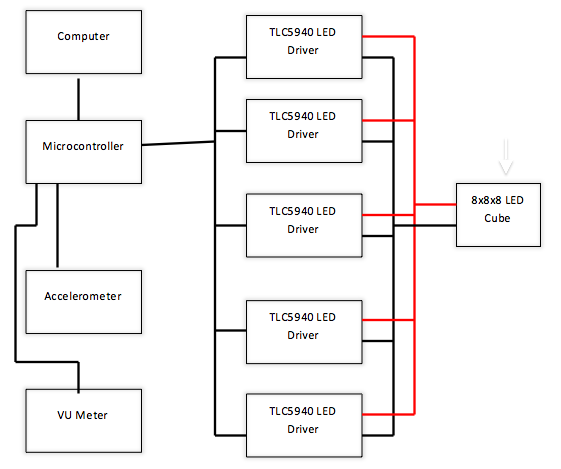 Computer
Microcontroller
Accelerometer
VU Meter
TLC5940 LED
Driver
TLC5940 LED
Driver
TLC5940 LED
Driver
TLC5940 LED
Driver
TLC5940 LED
Driver
8x8x8 LED
Cube